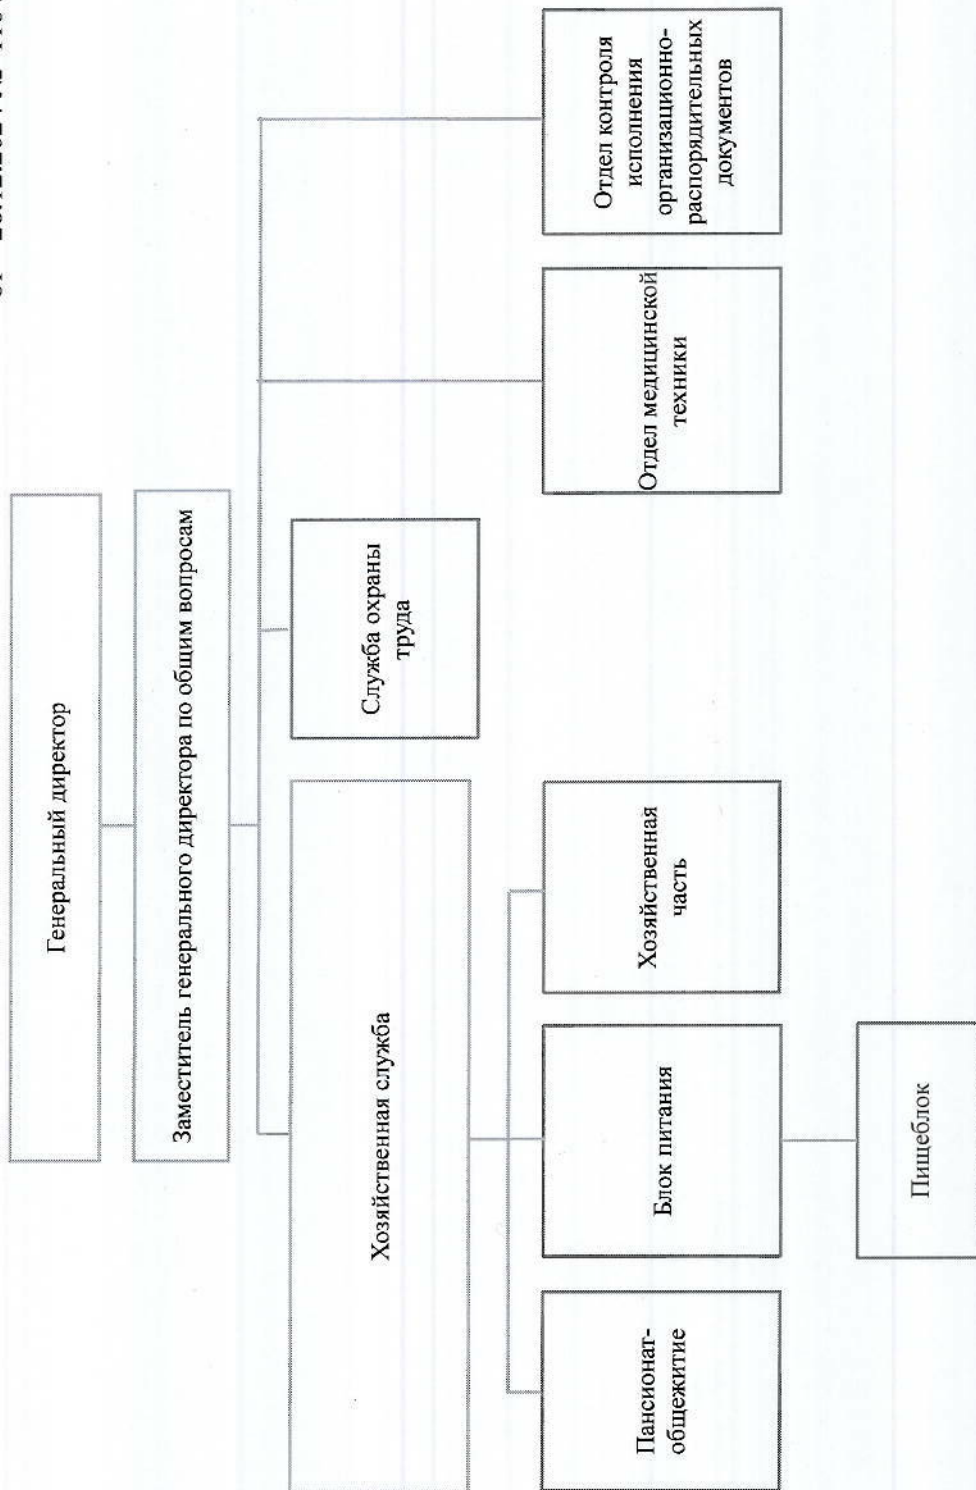 Генеральный директор
Заместитель генерального директора по общим вопросам
Хозяйственная служба
Служба охраны
труда
Пансионат-
общежитие
Блок питания
Хозяйственная
часть
Отдел медицинской
техники
Отдел контроля
исполнения
организационно-
распорядительных
документов
Пищеблок